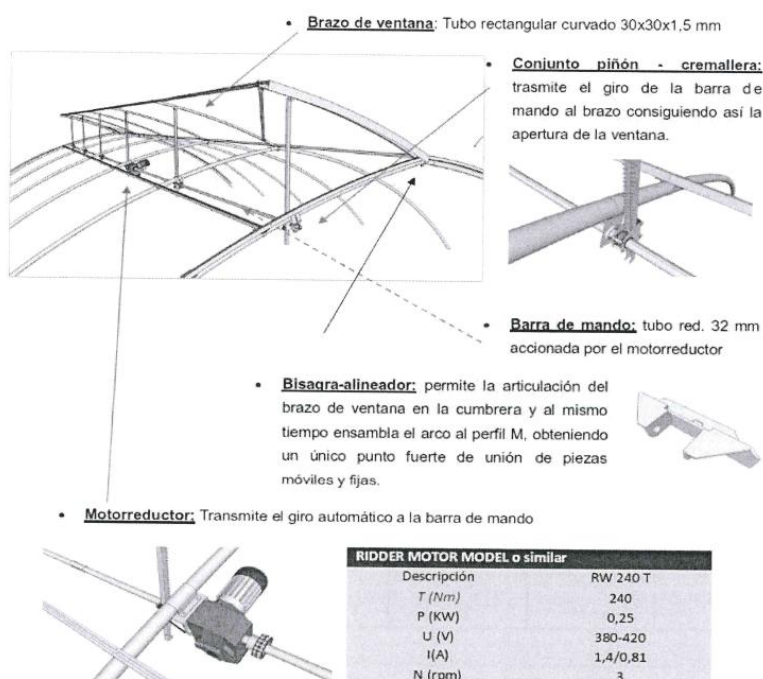 • Brazo de ventana: Tubo rectangular curvado 30x30x1,5 mm
• Conjunto piñón - cremallera:
trasmite el giro de la barra de
mando al brazo consiguiendo así la
apertura de la ventana.
• Barra de mando: tubo red. 32 mm
accionada por el motorreductor
• Bisagra-alineador: permite la articulación del
brazo de ventana en la cumbrera y al mismo
tiempo ensambla el arco al perfil M, obteniendo
un único punto fuerte de unión de piezas
móviles y fijas.
• Motorreductor: Transmite el giro automático a la barra de mando
RIDDER MOTOR MODEL o similar
Descripción RW 240 T
T (Nm) 240
P (KW) 0,25
U (V) 380-420
I(A) 1,4/0,81
N (rpm) 3